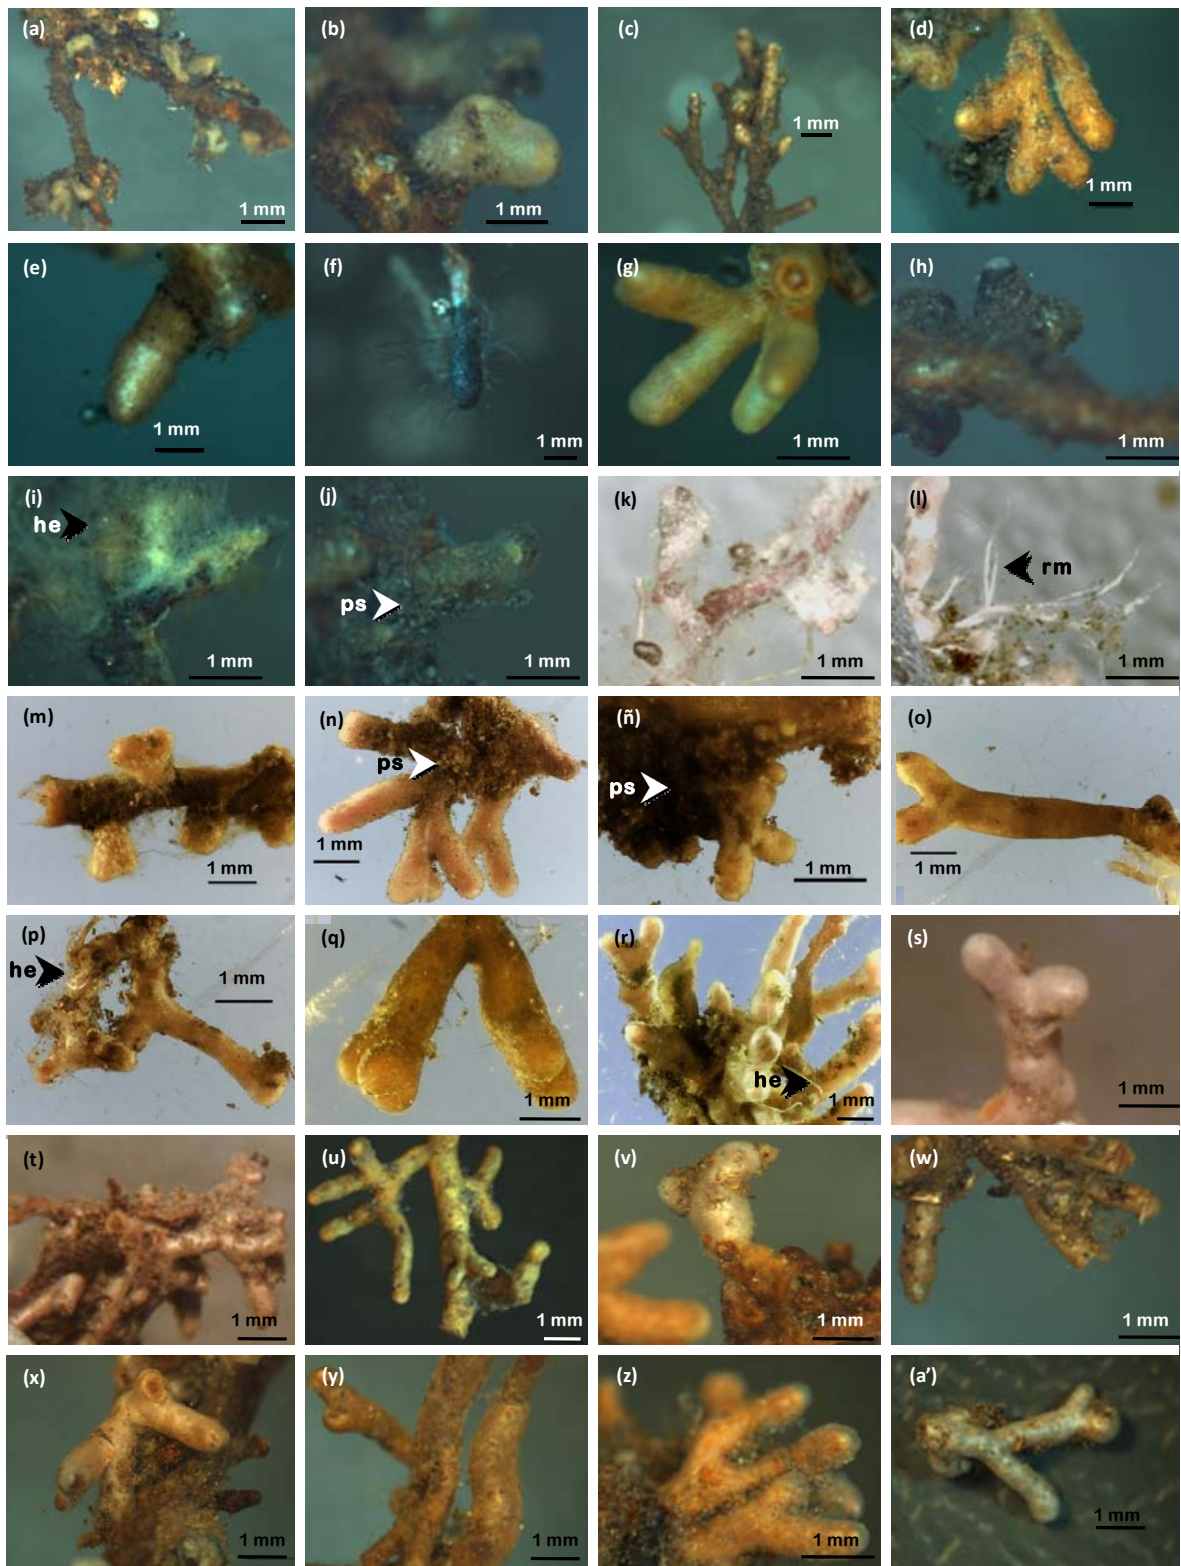 (a)
1 mm
(b)
1 mm
(c)
1 mm
(d)
1 mm
(e)
1 mm
(f)
1 mm
(g)
1 mm
(h)
1 mm
(i)
he
1 mm
(j)
ps
1 mm
(k)
1 mm
(l)
rm
1 mm
(m)
1 mm
(n)
ps
1 mm
(ñ)
ps
1 mm
(o)
1 mm
(p)
he
1 mm
(q)
1 mm
(r)
he
1 mm
(s)
1 mm
(t)
1 mm
(u)
1 mm
(v)
1 mm
(w)
1 mm
(x)
1 mm
(y)
1 mm
(z)
1 mm
(a')
1 mm